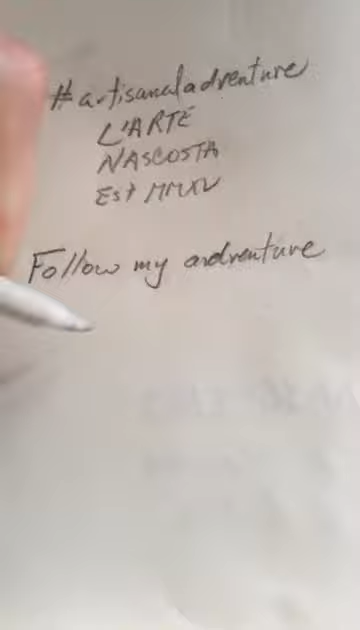 #artisanaladventure
L'ARTE
NASCOSTA
Est MMXV
Follow my adventure